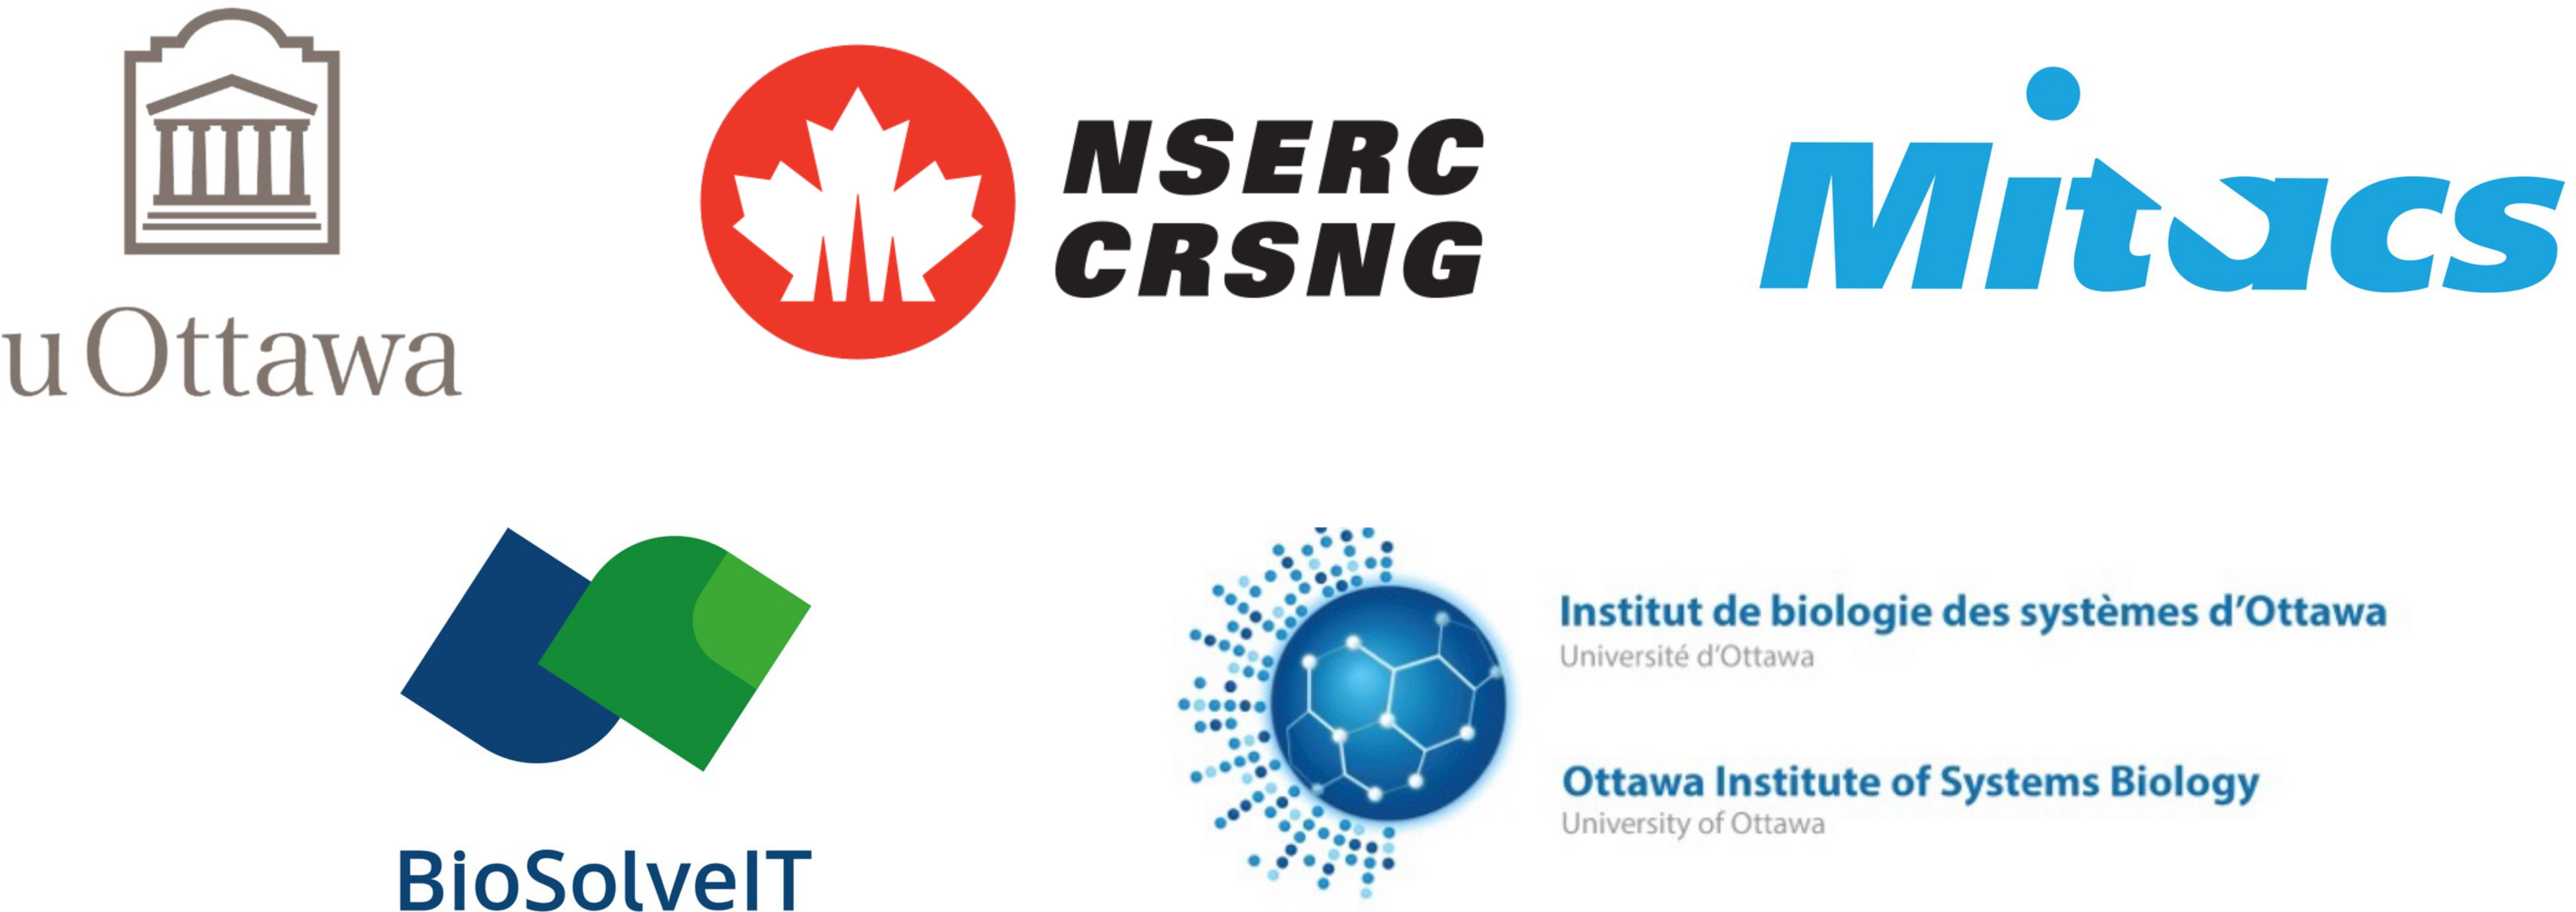 uOttawa
NSERC
CRSNG
Mitacs
BioSolveIT
Institut de biologie des systèmes d'Ottawa
Université d'Ottawa
Ottawa Institute of Systems Biology
University of Ottawa